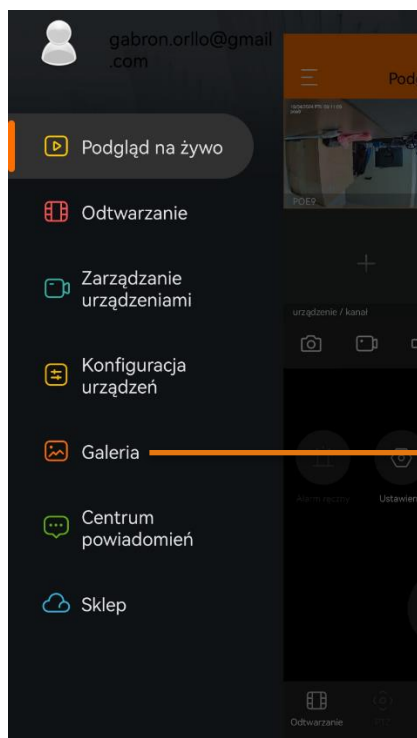 gabron.orllo@gmail
.com
Podgląd na żywo
Odtwarzanie
Zarządzanie
urządzeniami
Konfiguracja
urządzeń
Galeria
Centrum
powiadomień
Sklep
Pod
POE9
urządzenie / kanał
Alarm ręczny
Ustawien
Odtwarzanie
PTZ